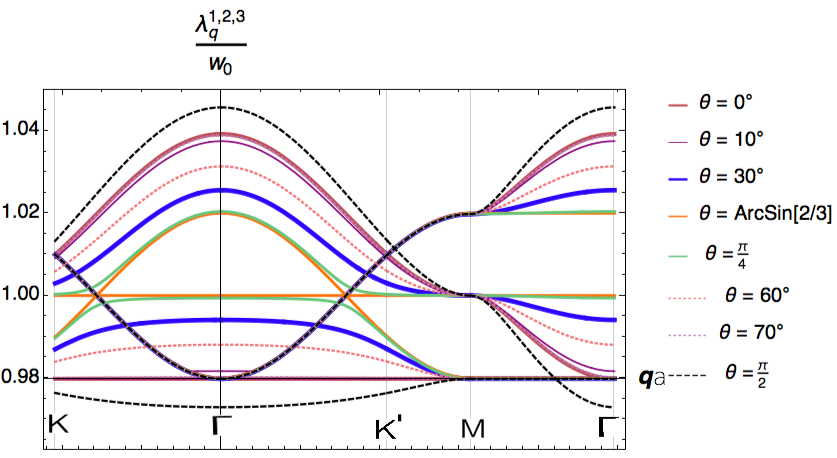 λ_q^{1,2,3}
w₀
1.04
1.02
1.00
0.98
K
Γ
K'
M
Γ
qa
θ = 0°
θ = 10°
θ = 30°
θ = ArcSin[2/3]
θ = π/4
θ = 60°
θ = 70°
θ = π/2